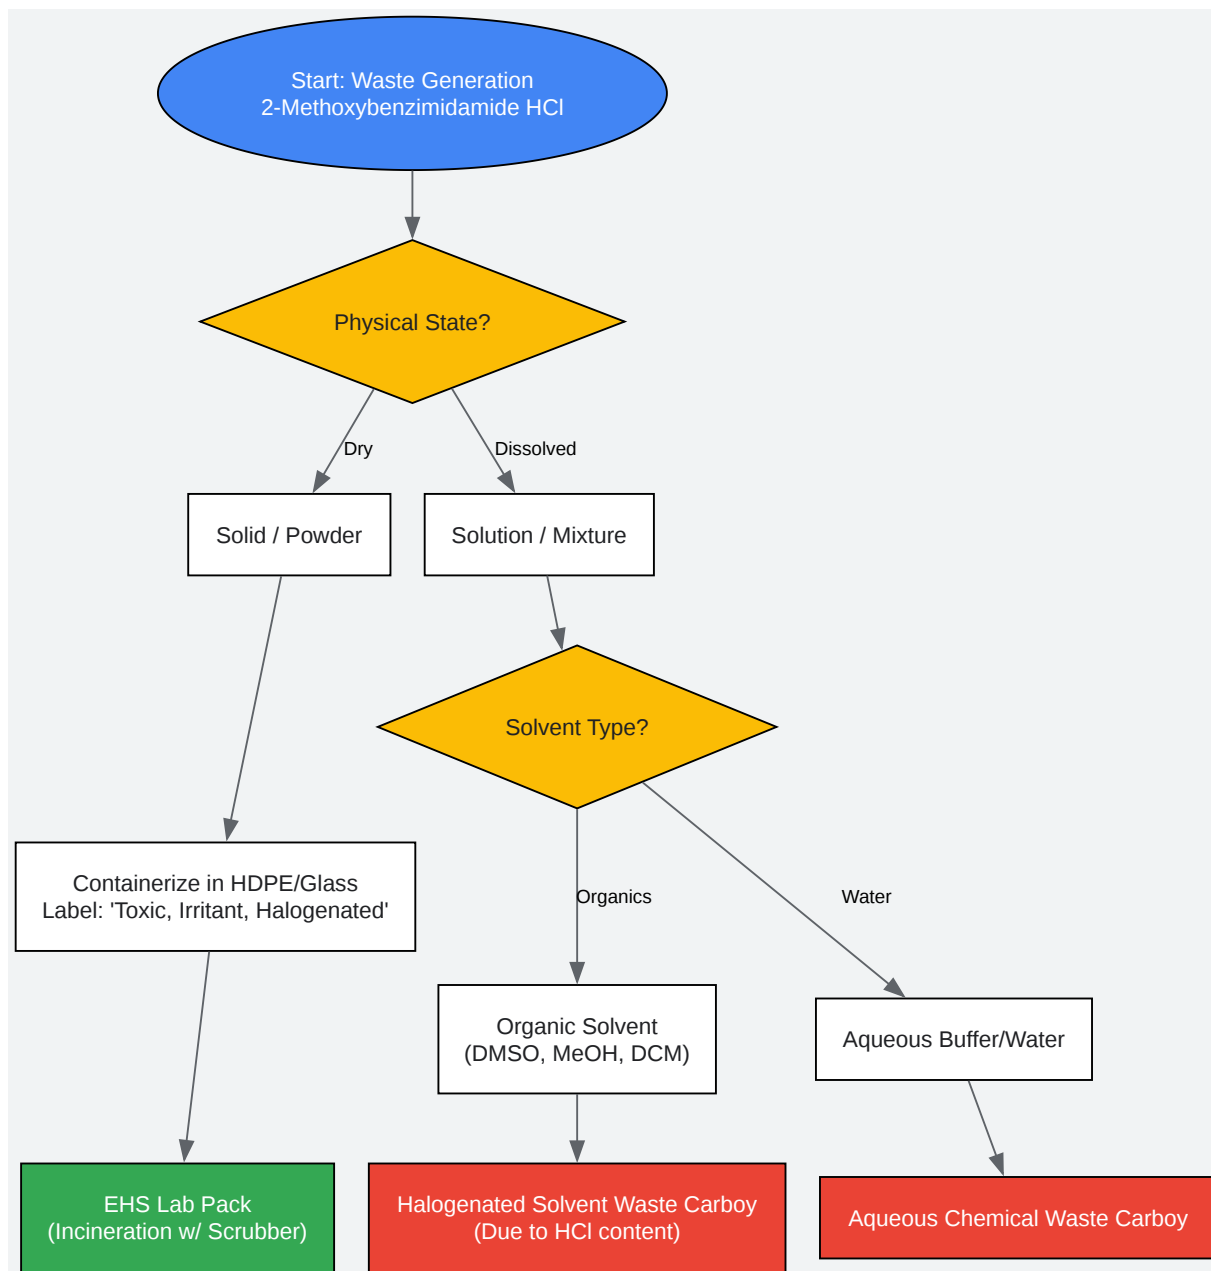 Start: Waste Generation
2-Methoxybenzimidamide HCl
Physical State?
Dry
Dissolved
Solid / Powder
Solution / Mixture
Solvent Type?
Containerize in HDPE/Glass
Label: 'Toxic, Irritant, Halogenated'
Organics
Water
Organic Solvent
(DMSO, MeOH, DCM)
Aqueous Buffer/Water
EHS Lab Pack
(Incineration w/ Scrubber)
Halogenated Solvent Waste Carboy
(Due to HCl content)
Aqueous Chemical Waste Carboy